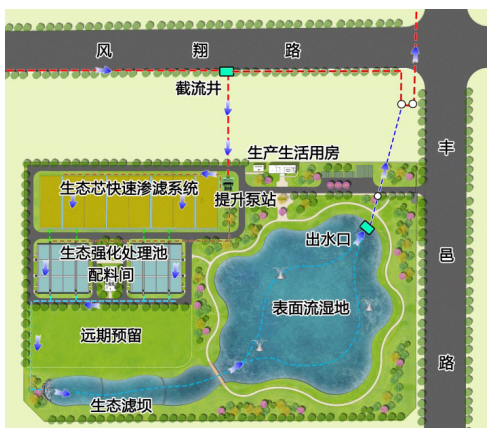 风翔路
截流井
生产生活用房
丰邑路
生态芯快速渗滤系统
提升泵站
出水口
生态强化处理池
配料间
表面流湿地
远期预留
生态滤坝